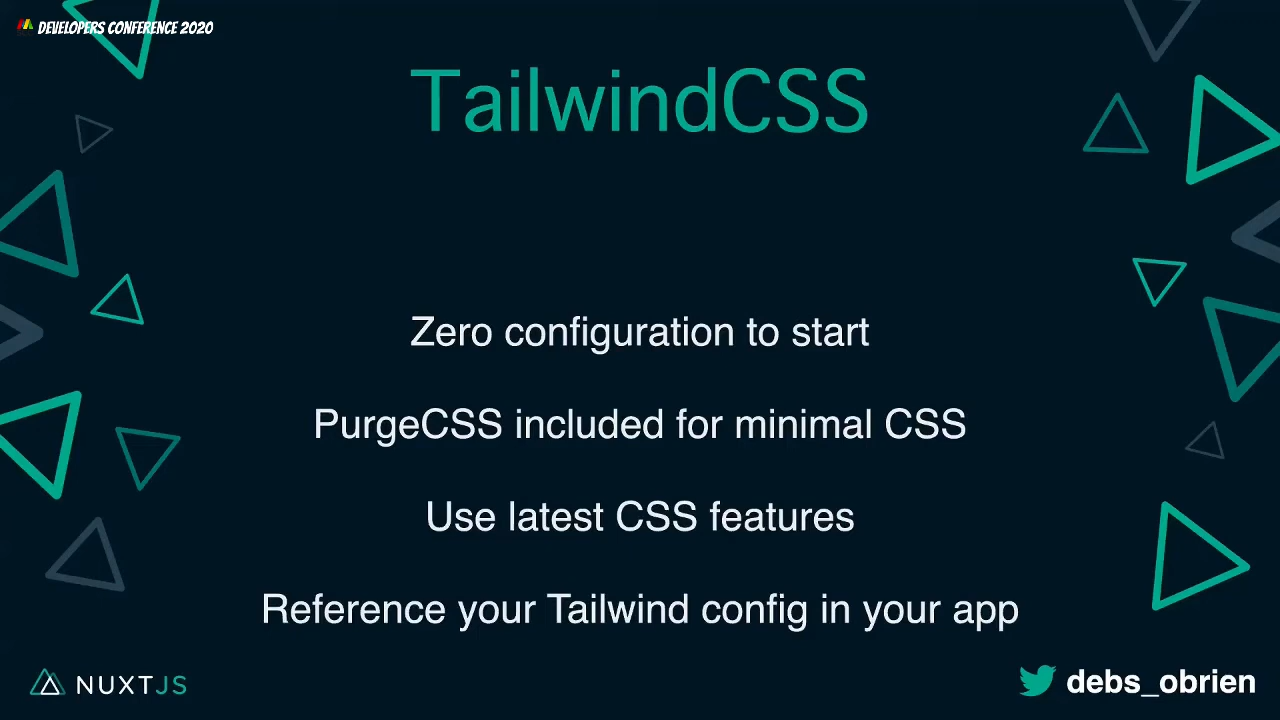 DEVELOPERS CONFERENCE 2020
TailwindCSS
Zero configuration to start
PurgeCSS included for minimal CSS
Use latest CSS features
Reference your Tailwind config in your app
NUXTJS
debs_obrien